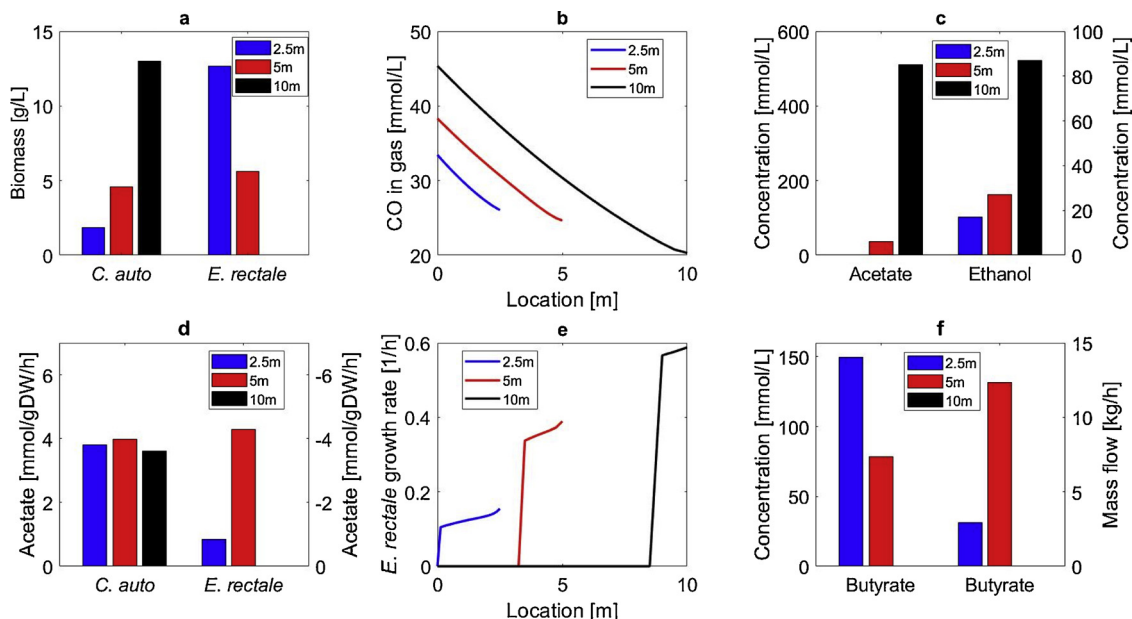 a
Biomass [g/L]
15
10
5
0
2.5m
5m
10m
C. auto
E. rectale
b
CO in gas [mmol/L]
50
40
30
20
2.5m
5m
10m
0
5
10
Location [m]
c
Concentration [mmol/L]
600
400
200
0
2.5m
5m
10m
100
80
60
40
20
0
Concentration [mmol/L]
Acetate
Ethanol
d
Acetate [mmol/gDW/h]
6
4
2
0
2.5m
5m
10m
-6
-4
-2
0
Acetate [mmol/gDW/h]
C. auto
E. rectale
e
E. rectale growth rate [1/h]
0.6
0.4
0.2
0
2.5m
5m
10m
0
5
10
Location [m]
f
Concentration [mmol/L]
150
100
50
0
2.5m
5m
10m
15
10
5
0
Mass flow [kg/h]
Butyrate
Butyrate